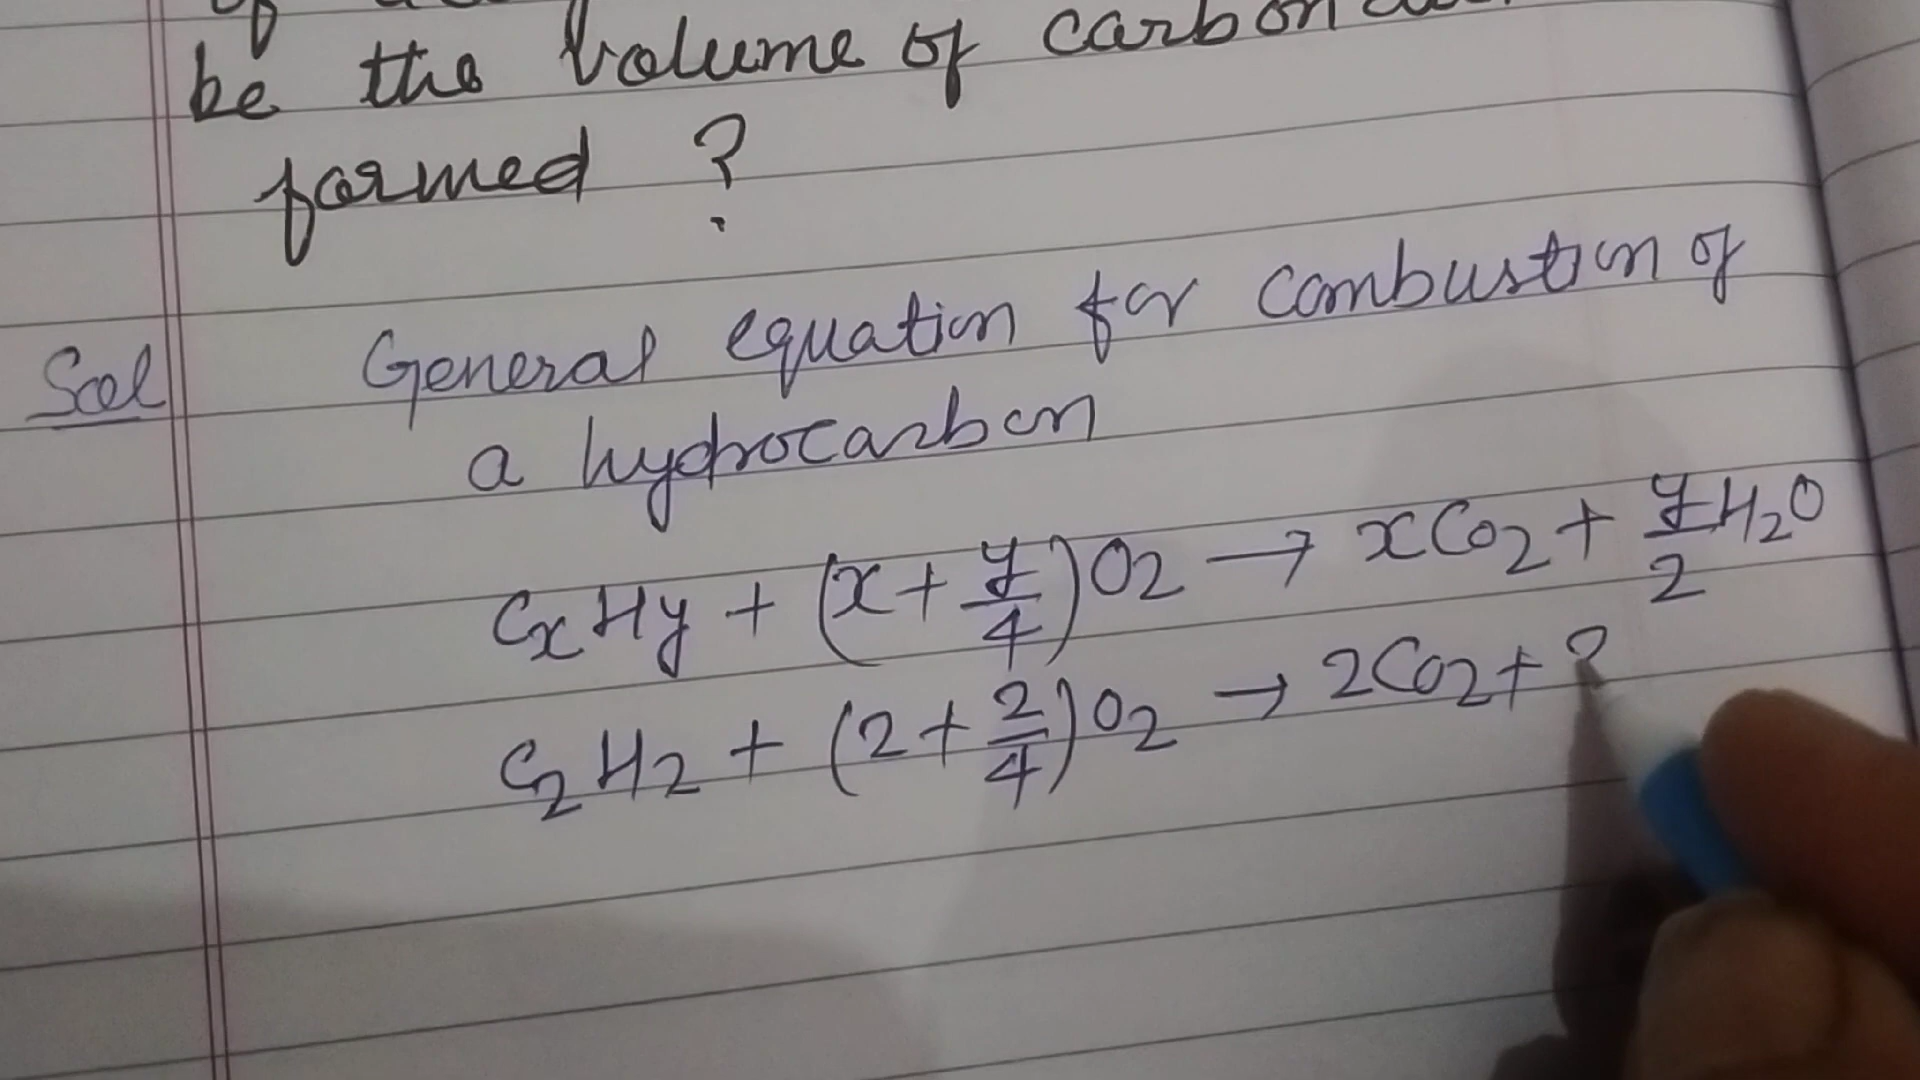 of
be the volume of carbon
formed ?
Sol General equation for combustion of
a hydrocarbon
CxHy + (x + y/4) O2 → xCO2 + y/2 H2O
C2H2 + (2 + 2/4) O2 → 2CO2 +